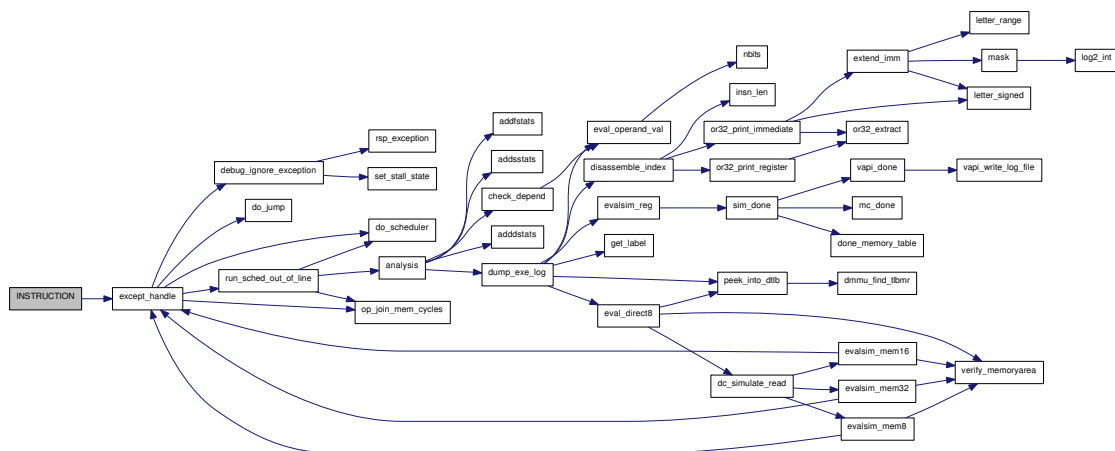 letter_range
nbits
extend_imm
mask
log2_int
insn_len
letter_signed
addfstats
eval_operand_val
or32_print_immediate
or32_extract
rsp_exception
addsstats
disassemble_index
or32_print_register
vapi_done
vapi_write_log_file
debug_ignore_exception
set_stall_state
check_depend
evalsim_reg
sim_done
mc_done
do_jump
do_scheduler
adddstats
get_label
done_memory_table
run_sched_out_of_line
analysis
dump_exe_log
peek_into_dtlb
dmmu_find_tlbmr
INSTRUCTION
except_handle
op_join_mem_cycles
eval_direct8
evalsim_mem16
verify_memoryarea
dc_simulate_read
evalsim_mem32
evalsim_mem8